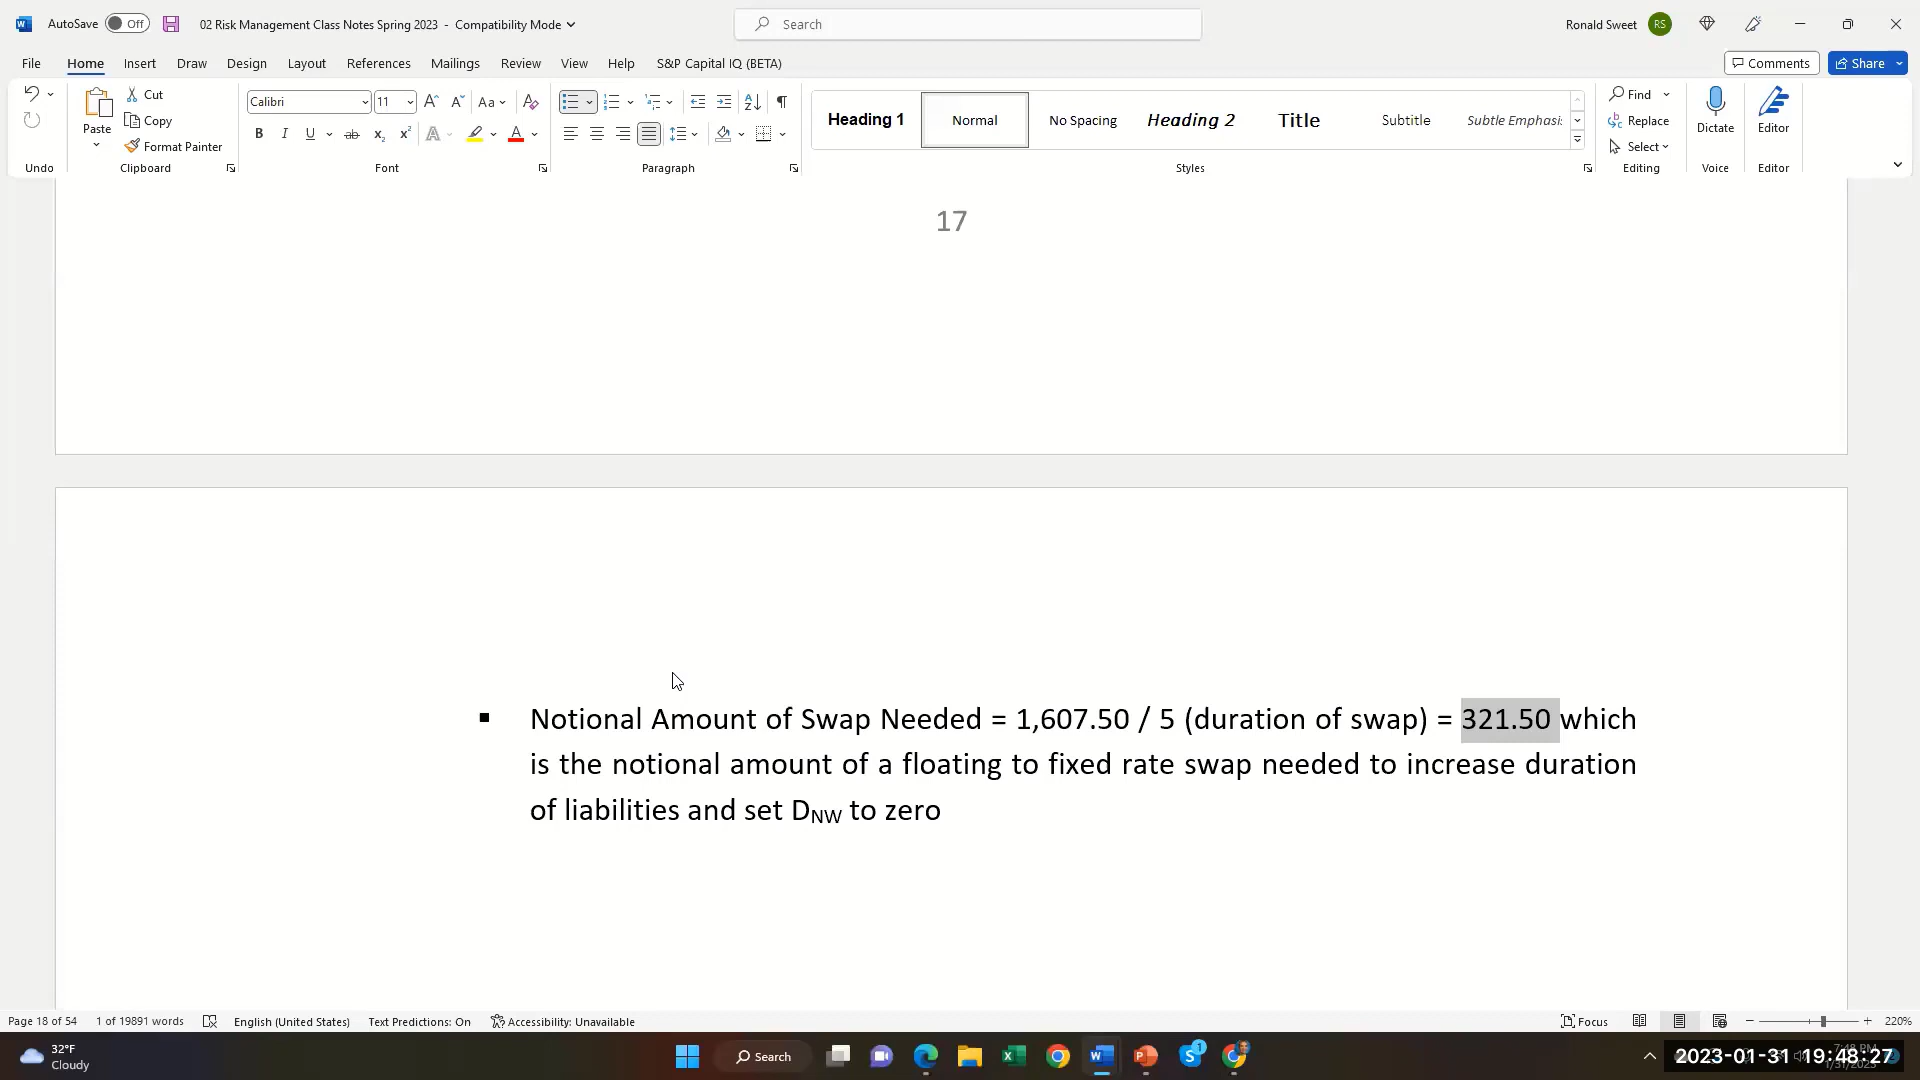 AutoSave Off 02 Risk Management Class Notes Spring 2023 - Compatibility Mode Search Ronald Sweet RS
File Home Insert Draw Design Layout References Mailings Review View Help S&P Capital IQ (BETA) Comments Share
Paste Cut Copy Format Painter
Calibri 11
Heading 1 Normal No Spacing Heading 2 Title Subtitle Subtle Emphasis
Find Replace Select Dictate Editor
Undo Clipboard Font Paragraph Styles Editing Voice Editor
17
▪ Notional Amount of Swap Needed = 1,607.50 / 5 (duration of swap) = 321.50 which
is the notional amount of a floating to fixed rate swap needed to increase duration
of liabilities and set DNW to zero
Page 18 of 54 1 of 19891 words English (United States) Text Predictions: On Accessibility: Unavailable Focus 220%
32°F
Cloudy
Search
2023-01-31 19:48:27